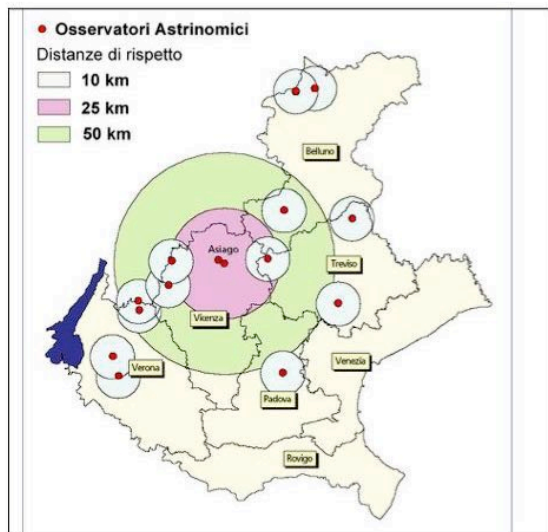 Osservatori Astrinomici
Distanze di rispetto
10 km
25 km
50 km
Belluno
Asiago
Treviso
Vicenza
Venezia
Verona
Padova
Rovigo